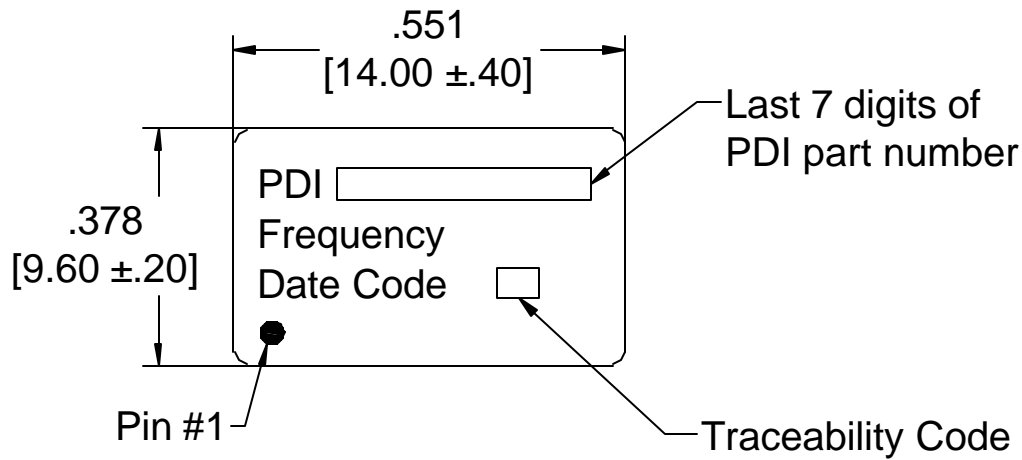 .551
[14.00 ±.40]
Last 7 digits of
PDI part number
PDI
.378
Frequency
[9.60 ±.20]
Date Code
Pin #1
Traceability Code